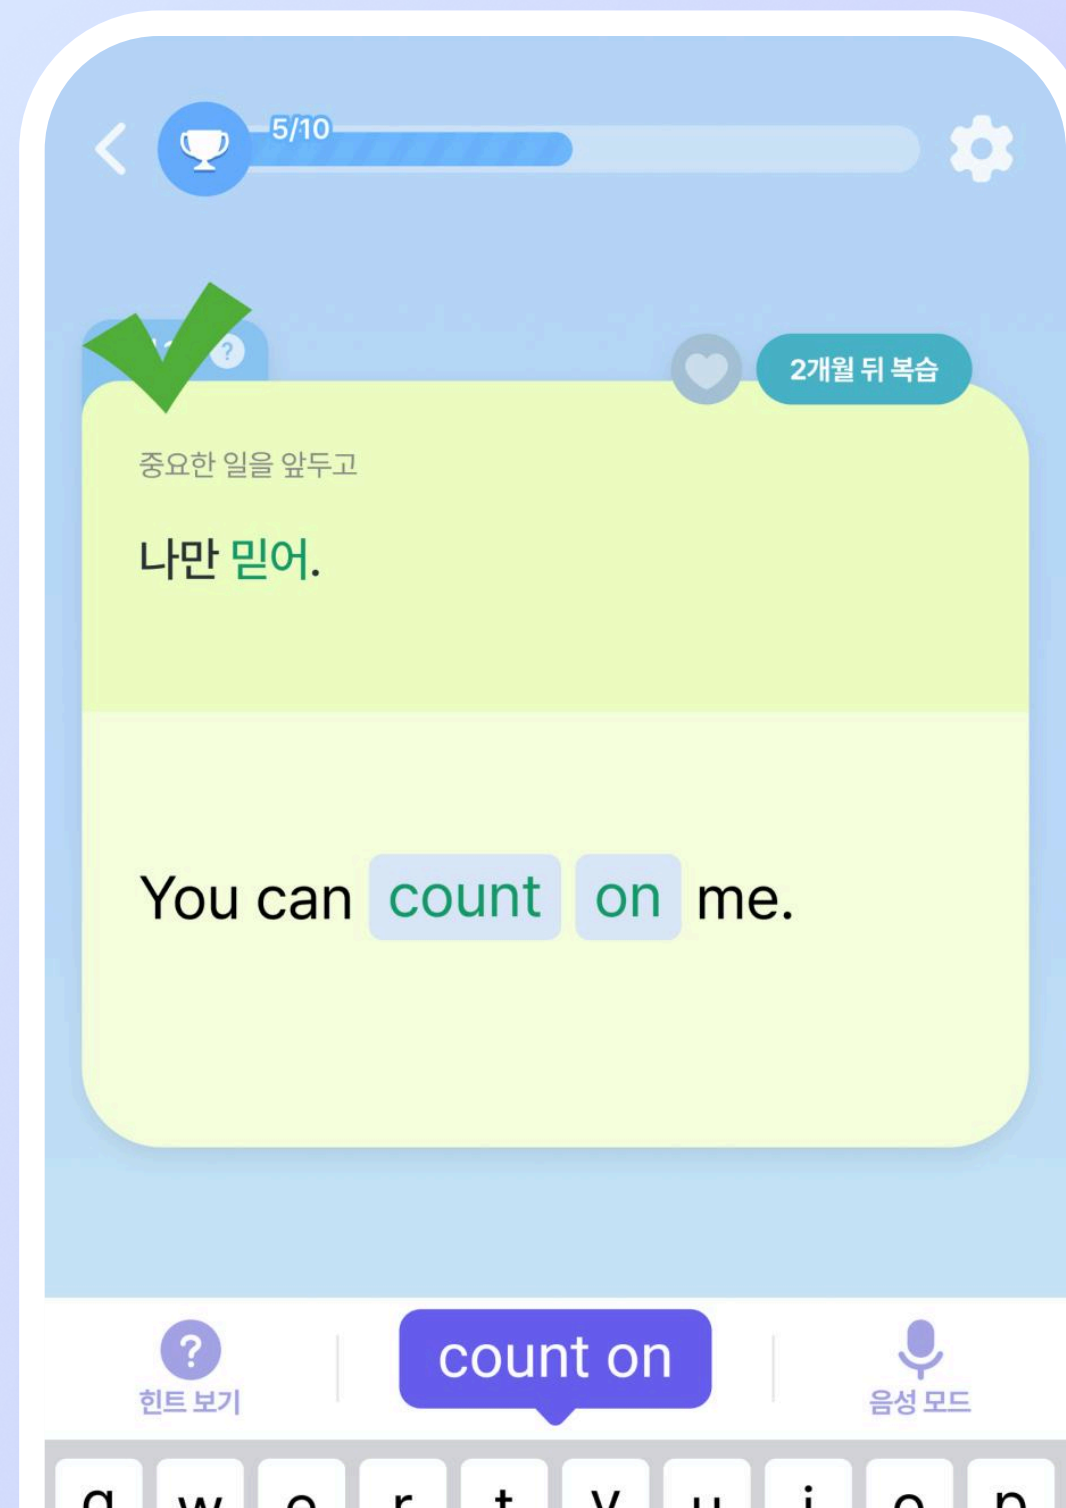 5/10
2개월 뒤 복습
중요한 일을 앞두고
나만 믿어.
You can count on me.
? count on
힌트 보기 음성 모드
q w e r t y u i o p